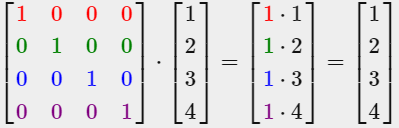 1 0 0 0   1   1 · 1   1
0 1 0 0   2   1 · 2   2
0 0 1 0 · 3 = 1 · 3 = 3
0 0 0 1   4   1 · 4   4